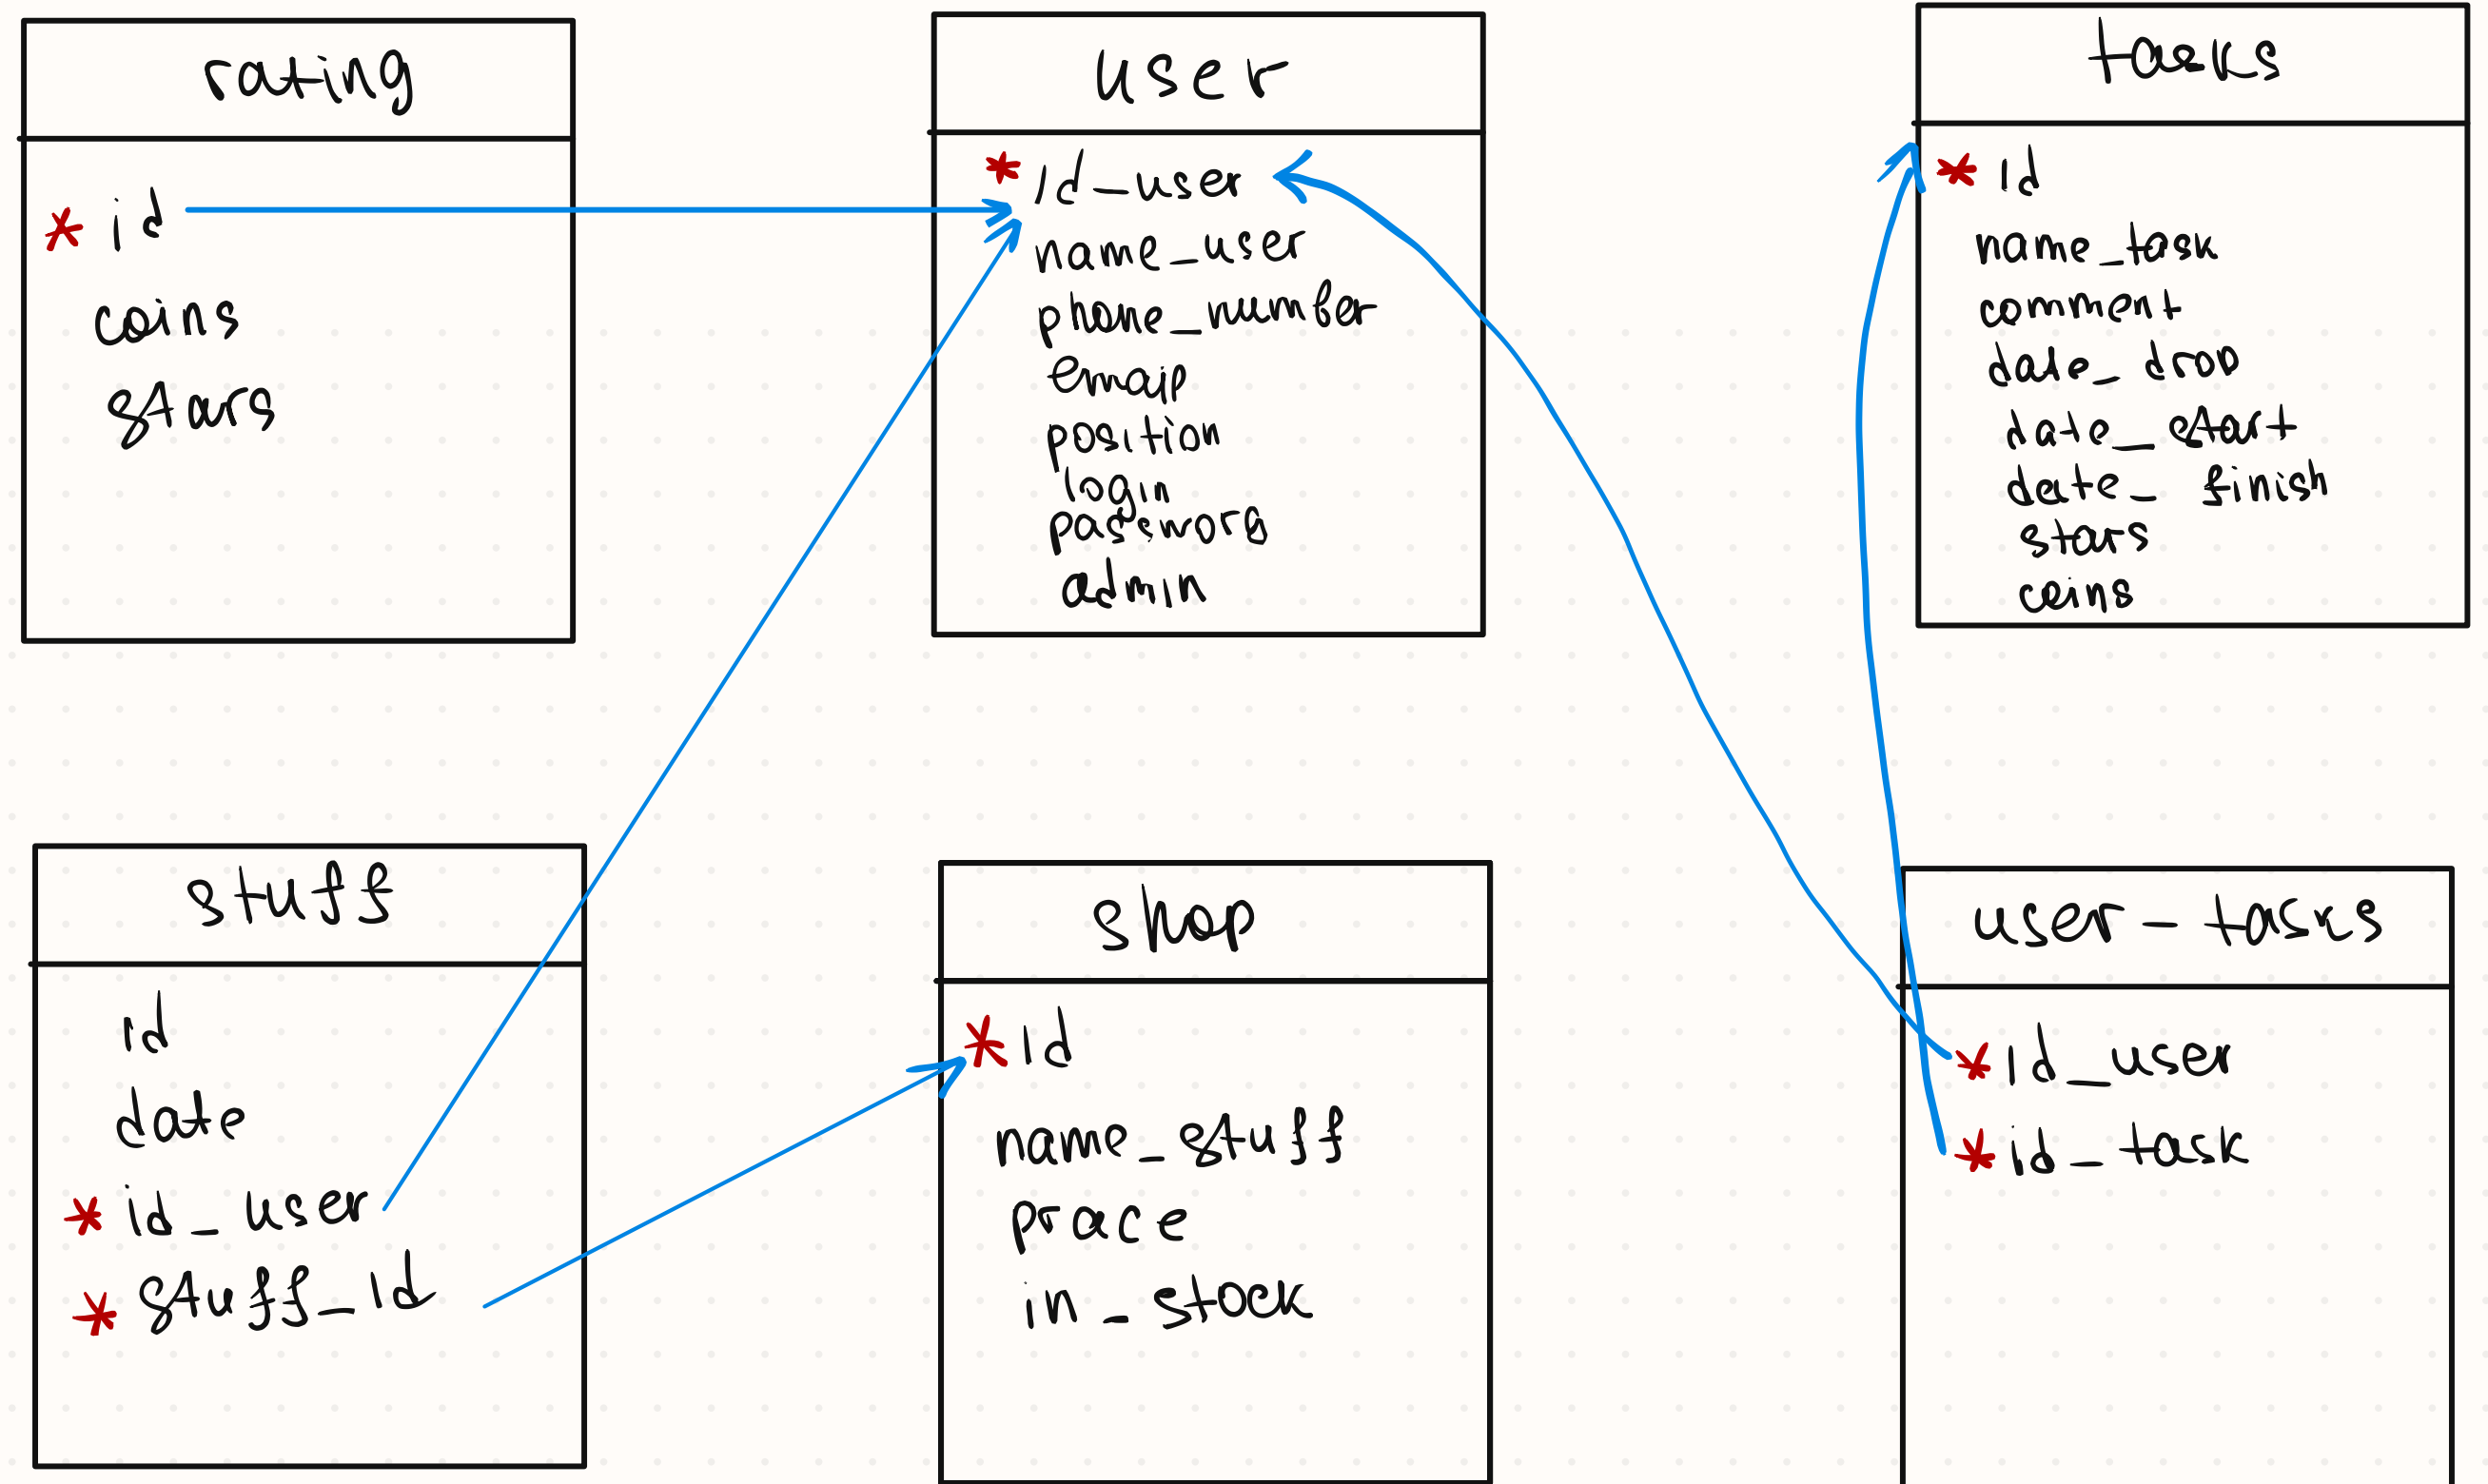 rating
* id
coins
stars
user
* id_user
name_user
phone_number
email
position
login
password
admin
tasks
* id
name_task
comment
date_drop
date_start
date_finish
stars
coins
stuff
id
date
* id_user
* stuff_id
shop
* id
name_stuff
prace
in_stock
user-tasks
* id_user
* id_task